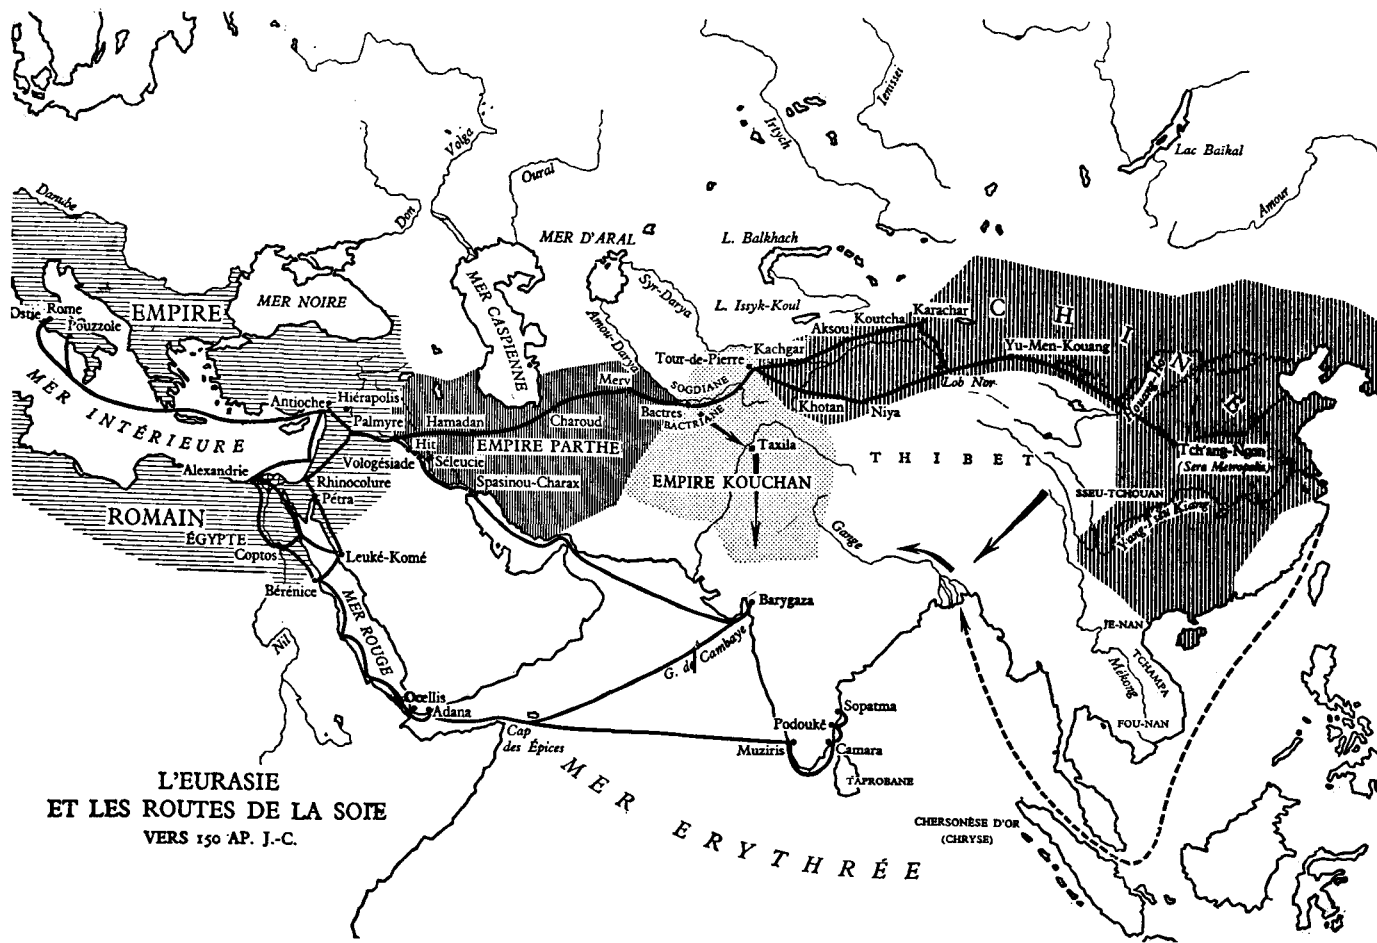 Ienissei
Irtych
Volga
Lac Baïkal
Oural
Amour
Danube
Don
MER D'ARAL
L. Balkhach
MER NOIRE
MER CASPIENNE
Syr-Darya
L. Issyk-Koul
Amou-Darya
Karachar
Koutcha
Aksou
CHINE
Ostie
Rome
Pouzzole
EMPIRE
Tour-de-Pierre
Kachgar
Yu-Men-Kouang
Merv
SOGDIANE
Lob Nor
MER INTÉRIEURE
Antioche
Hiérapolis
Palmyre
Hamadan
Charoud
Bactres
BACTRIANE
Khotan
Niya
Hit
EMPIRE PARTHE
Taxila
THIBET
Tch'ang-Ngan
(Sera Metropolis)
Alexandrie
Vologésiade
Séleucie
Rhinocolure
Spasinou-Charax
EMPIRE KOUCHAN
Pétra
SSEU-TCHOUAN
ROMAIN
ÉGYPTE
Yang-Tseu Kiang
Gange
Coptos
Leuké-Komé
Bérénice
MER ROUGE
Barygaza
Nil
G. de Cambaye
JE-NAN
TCHAMPA
Mékong
FOU-NAN
Ocellis
Adana
Sopatma
Podoukê
Muziris
Camara
Cap
des Épices
TAPROBANE
L'EURASIE
ET LES ROUTES DE LA SOIE
VERS 150 AP. J.-C.
MER ERYTHRÉE
CHERSONÈSE D'OR
(CHRYSE)